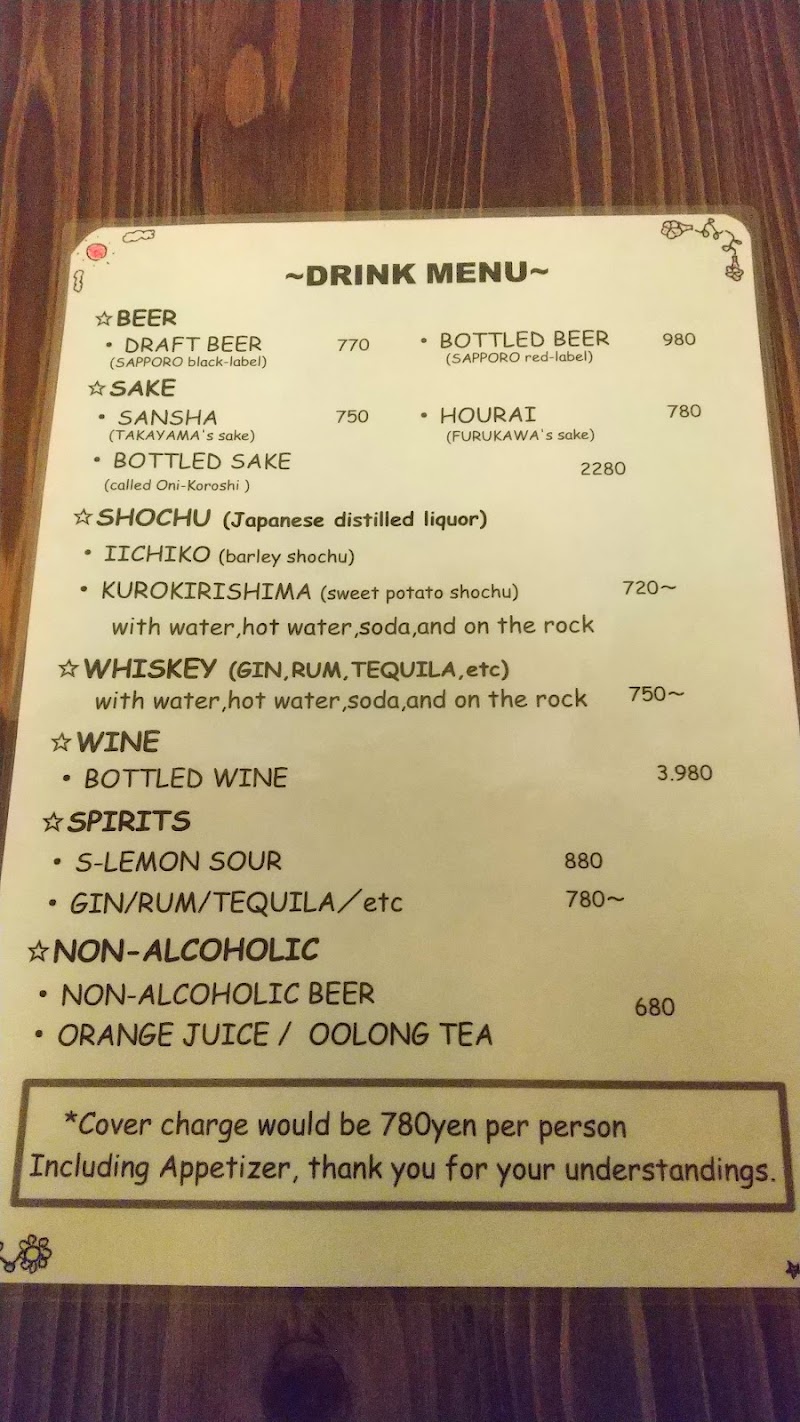 ~DRINK MENU~
☆BEER
・DRAFT BEER 770 ・BOTTLED BEER 980
(SAPPORO black-label) (SAPPORO red-label)
☆SAKE
・SANSHA 750 ・HOURAI 780
(TAKAYAMA's sake) (FURUKAWA's sake)
・BOTTLED SAKE 2280
(called Oni-Koroshi )
☆SHOCHU (Japanese distilled liquor)
・IICHIKO (barley shochu)
・KUROKIRISHIMA (sweet potato shochu) 720～
with water,hot water,soda,and on the rock
☆WHISKEY (GIN,RUM,TEQUILA,etc)
with water,hot water,soda,and on the rock 750～
☆WINE
・BOTTLED WINE 3.980
☆SPIRITS
・S-LEMON SOUR 880
・GIN/RUM/TEQUILA／etc 780～
☆NON-ALCOHOLIC
・NON-ALCOHOLIC BEER
680
・ORANGE JUICE / OOLONG TEA
*Cover charge would be 780yen per person
Including Appetizer, thank you for your understandings.